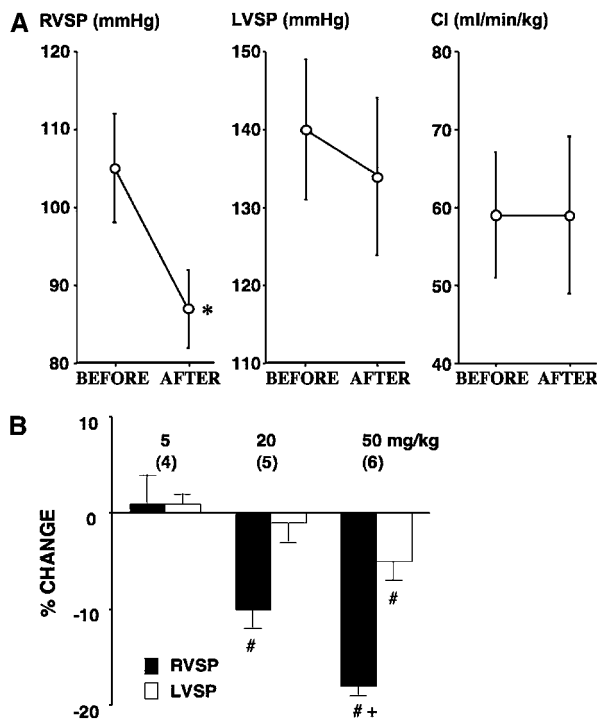 A
RVSP (mmHg)
LVSP (mmHg)
CI (ml/min/kg)
120
110
100
90
80
BEFORE AFTER
*
150
140
130
120
110
BEFORE AFTER
80
70
60
50
40
BEFORE AFTER
B
% CHANGE
10
0
-10
-20
5 20 50 mg/kg
(4) (5) (6)
#
#
# +
RVSP
LVSP